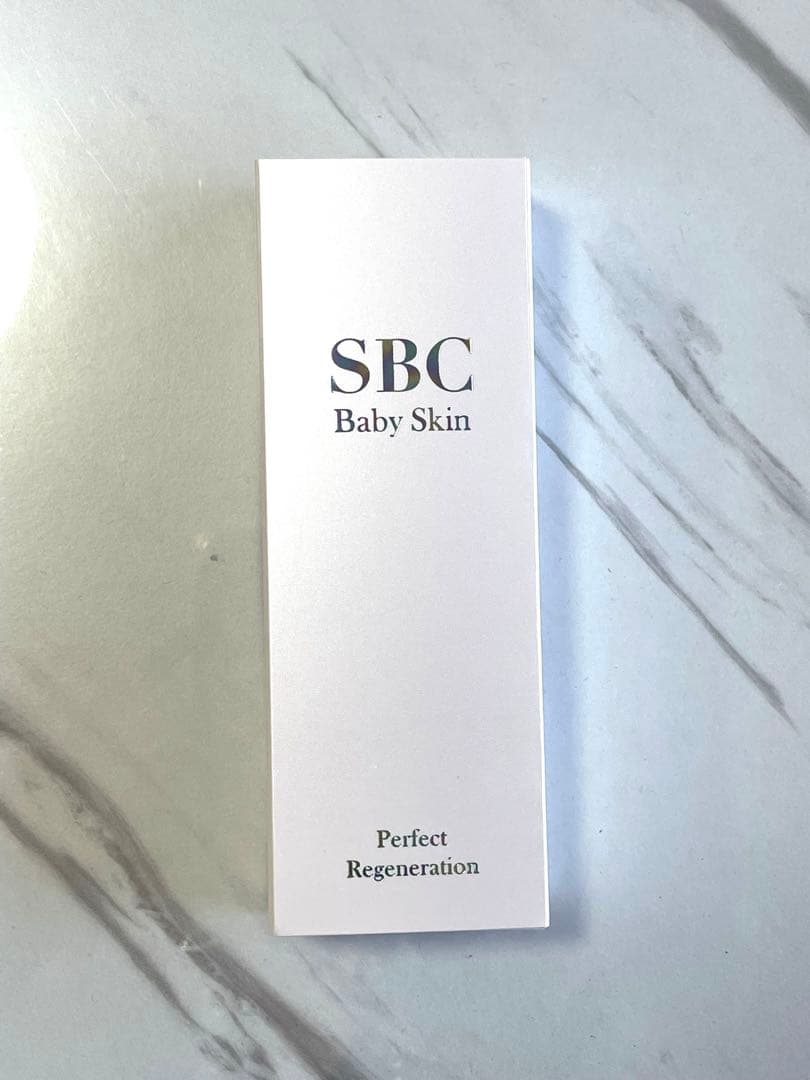 SBC
Baby Skin
Perfect
Regeneration